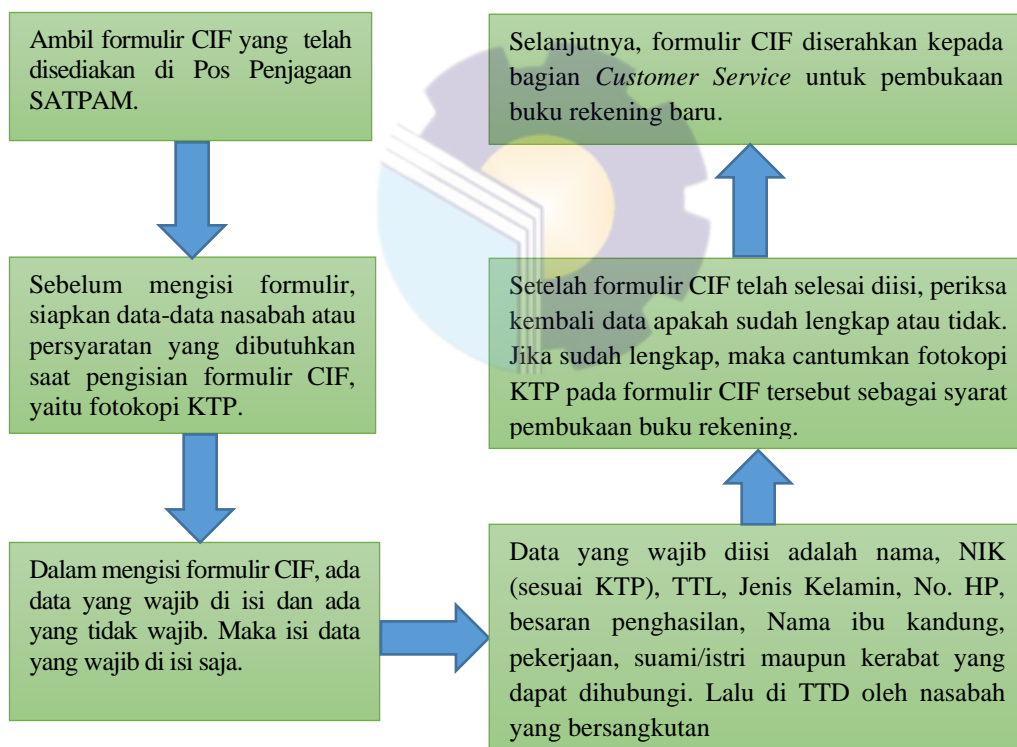 Ambil formulir CIF yang telah
disediakan di Pos Penjagaan
SATPAM.
Sebelum mengisi formulir,
siapkan data-data nasabah atau
persyaratan yang dibutuhkan
saat pengisian formulir CIF,
yaitu fotokopi KTP.
Dalam mengisi formulir CIF, ada
data yang wajib di isi dan ada
yang tidak wajib. Maka isi data
yang wajib di isi saja.
Data yang wajib diisi adalah nama, NIK
(sesuai KTP), TTL, Jenis Kelamin, No. HP,
besaran penghasilan, Nama ibu kandung,
pekerjaan, suami/istri maupun kerabat yang
dapat dihubungi. Lalu di TTD oleh nasabah
yang bersangkutan
Setelah formulir CIF telah selesai diisi, periksa
kembali data apakah sudah lengkap atau tidak.
Jika sudah lengkap, maka cantumkan fotokopi
KTP pada formulir CIF tersebut sebagai syarat
pembukaan buku rekening.
Selanjutnya, formulir CIF diserahkan kepada
bagian Customer Service untuk pembukaan
buku rekening baru.